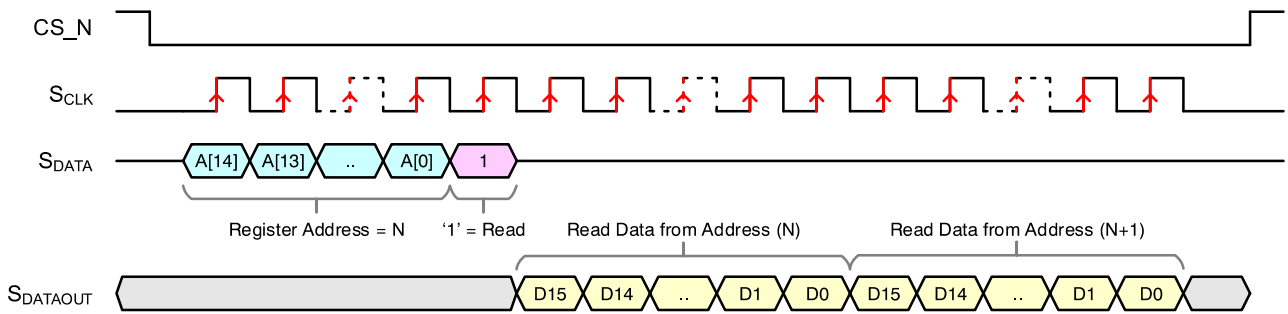 CS_N
SCLK
SDATA A[14] A[13] .. A[0] 1
Register Address = N ‘1’ = Read Read Data from Address (N) Read Data from Address (N+1)
SDATAOUT D15 D14 .. D1 D0 D15 D14 .. D1 D0